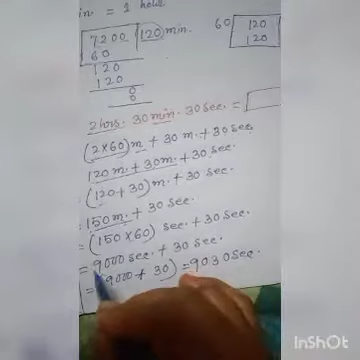 in. = 1 hour
7200 120 min.
60
120
120
0
0
60 120
120
2 hrs. 30 min. 30 sec. =
(2×60) m + 30 m. + 30 sec.
120 m. + 30 m. + 30 sec.
(120+30) m. + 30 sec.
150 m. + 30 sec.
= (150×60) sec. + 30 sec.
= 9000 sec. + 30 sec.
= (9000 + 30) = 9030 sec.
InShOt